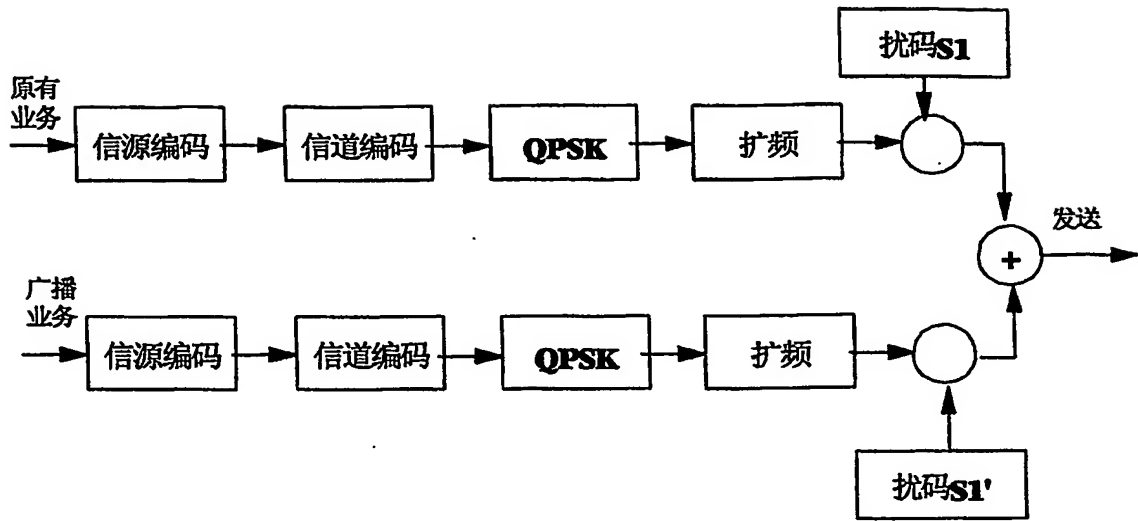 扰码S1
原有
业务
信源编码
信道编码
QPSK
扩频
发送
+
广播
业务
信源编码
信道编码
QPSK
扩频
扰码S1'